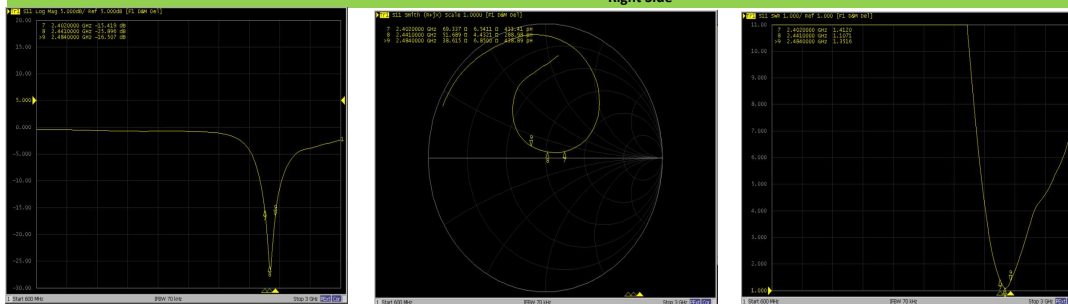 Right Side
Tr1 S11 Log Mag 5.000dB/ Ref 5.000dB [F1 D&M Del]
7 2.4020000 GHz -15.419 dB
8 2.4410000 GHz -25.896 dB
>9 2.4840000 GHz -16.507 dB
20.00
15.00
10.00
5.000
0.000
-5.000
-10.00
-15.00
-20.00
-25.00
-30.00
1 Start 600 MHz IFBW 70 kHz Stop 3 GHz
Tr1 S11 Smith (R+jX) Scale 1.000U [F1 D&M Del]
7 2.4020000 GHz 60.337 Ω 6.5411 Ω 433.41 pH
8 2.4410000 GHz 51.689 Ω 4.4321 Ω 288.98 pH
>9 2.4840000 GHz 38.615 Ω 6.8500 Ω 438.89 pH
1 Start 600 MHz IFBW 70 kHz Stop 3 GHz
Tr1 S11 SWR 1.000/ Ref 1.000 [F1 D&M Del]
7 2.4020000 GHz 1.4120
8 2.4410000 GHz 1.1071
>9 2.4840000 GHz 1.3516
11.00
10.00
9.000
8.000
7.000
6.000
5.000
4.000
3.000
2.000
1.000
1 Start 600 MHz IFBW 70 kHz Stop 3 GHz